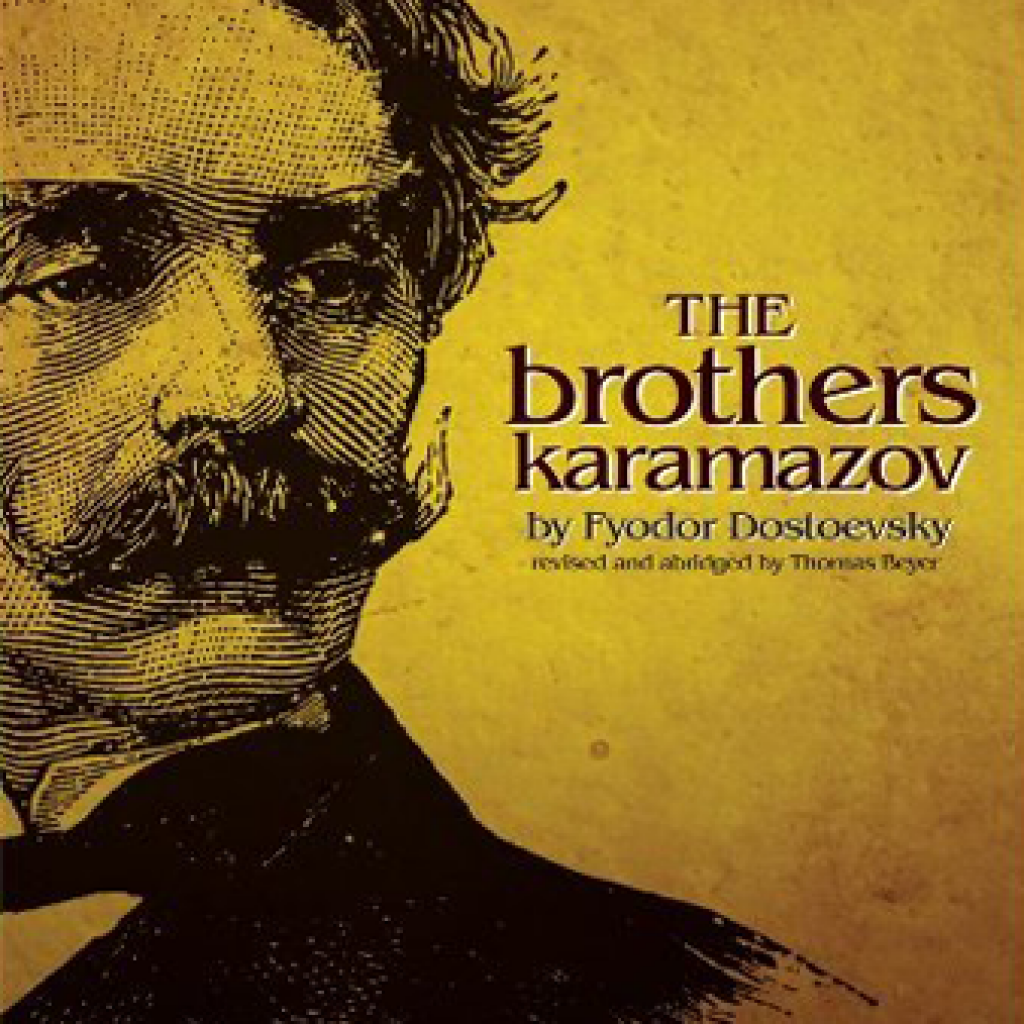 THE
brothers
karamazov
by Fyodor Dostoevsky
revised and abridged by Thomas Beyer